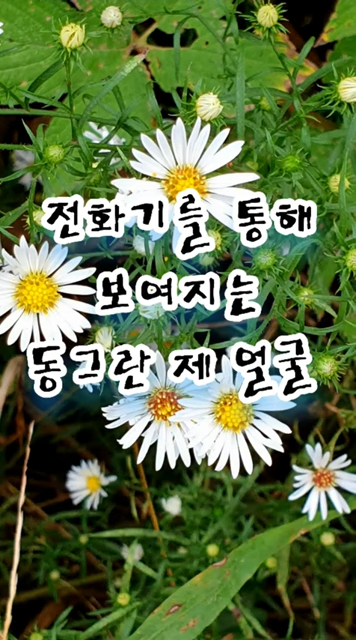 전화기를 통해
보여지는
동그란 제 얼굴